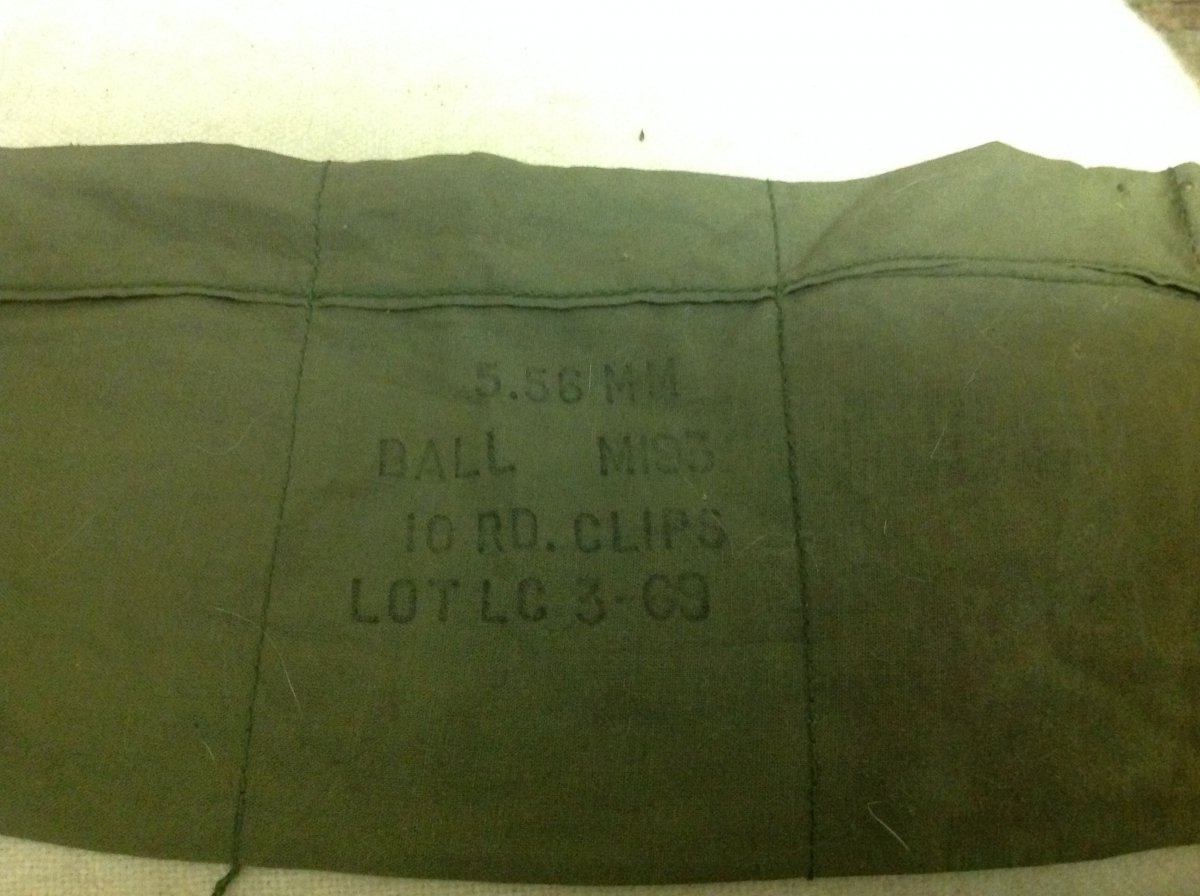 5.56 MM
BALL M193
10 RD. CLIPS
LOT LC 3-69